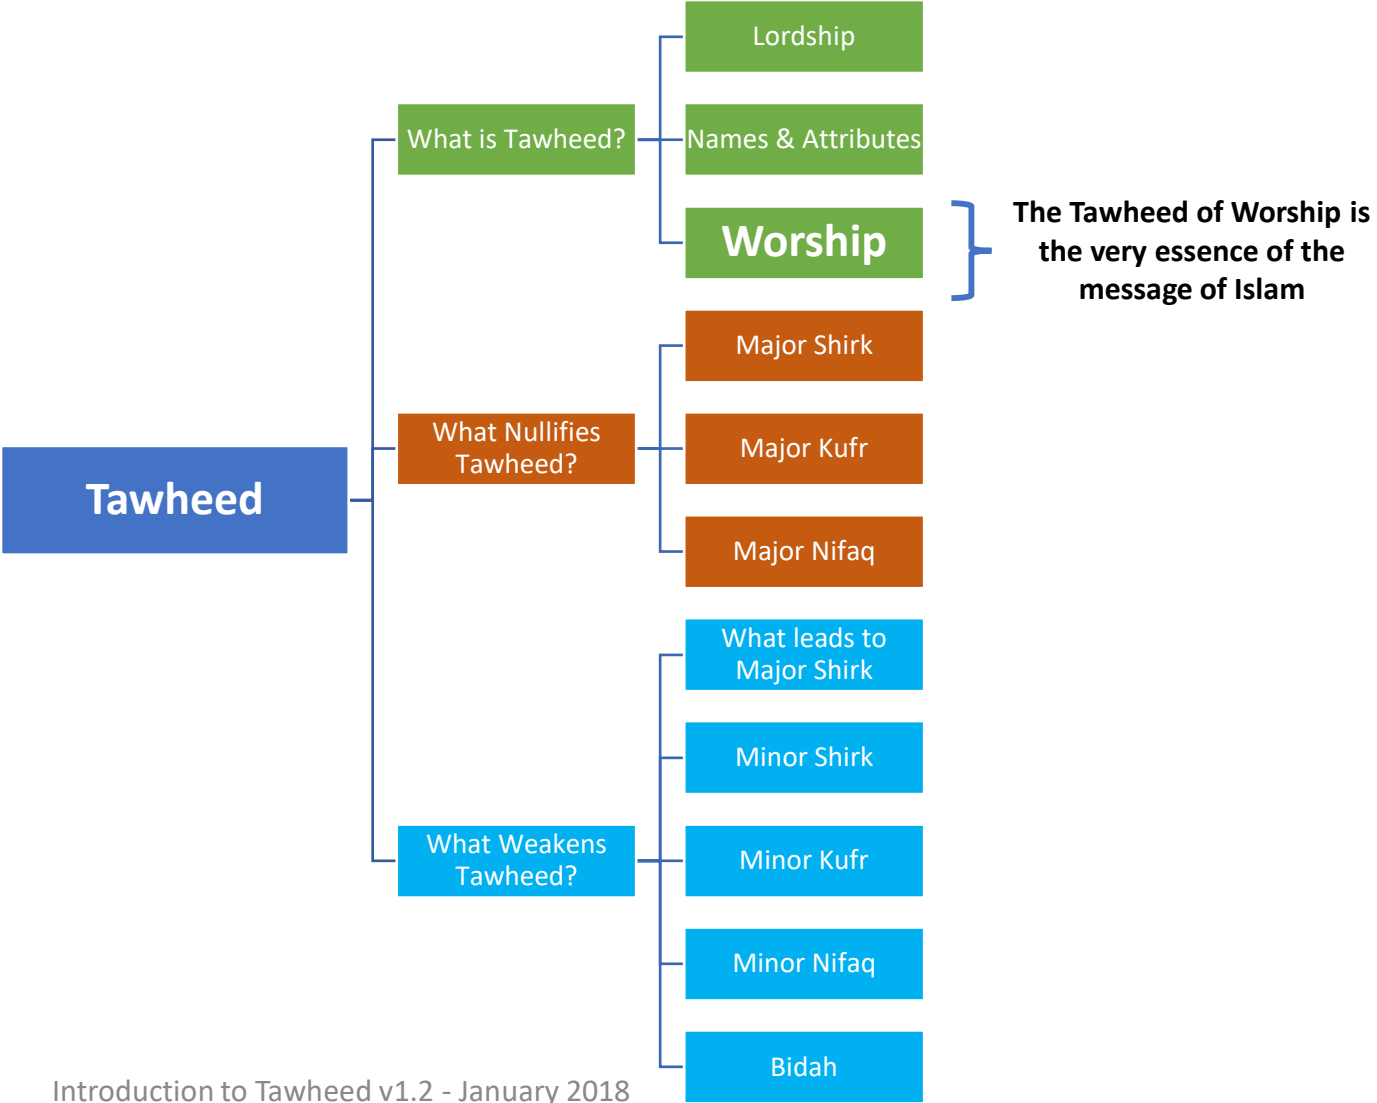 Tawheed
What is Tawheed?
Lordship
Names & Attributes
Worship
The Tawheed of Worship is
the very essence of the
message of Islam
What Nullifies
Tawheed?
Major Shirk
Major Kufr
Major Nifaq
What Weakens
Tawheed?
What leads to
Major Shirk
Minor Shirk
Minor Kufr
Minor Nifaq
Bidah
Introduction to Tawheed v1.2 - January 2018